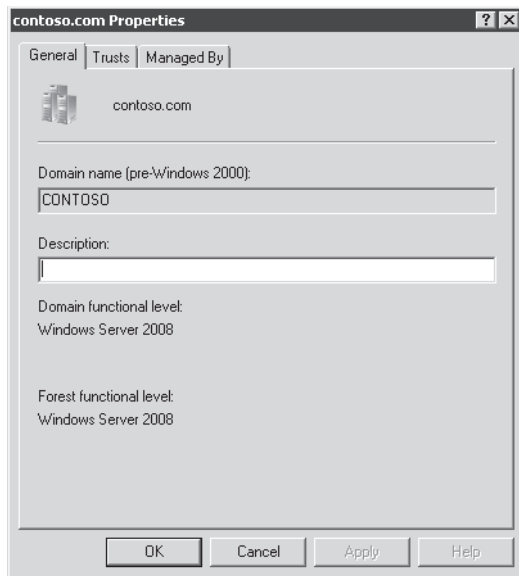 contoso.com Properties
? X
General Trusts Managed By
contoso.com
Domain name (pre-Windows 2000):
CONTOSO
Description:
Domain functional level:
Windows Server 2008
Forest functional level:
Windows Server 2008
OK Cancel Apply Help